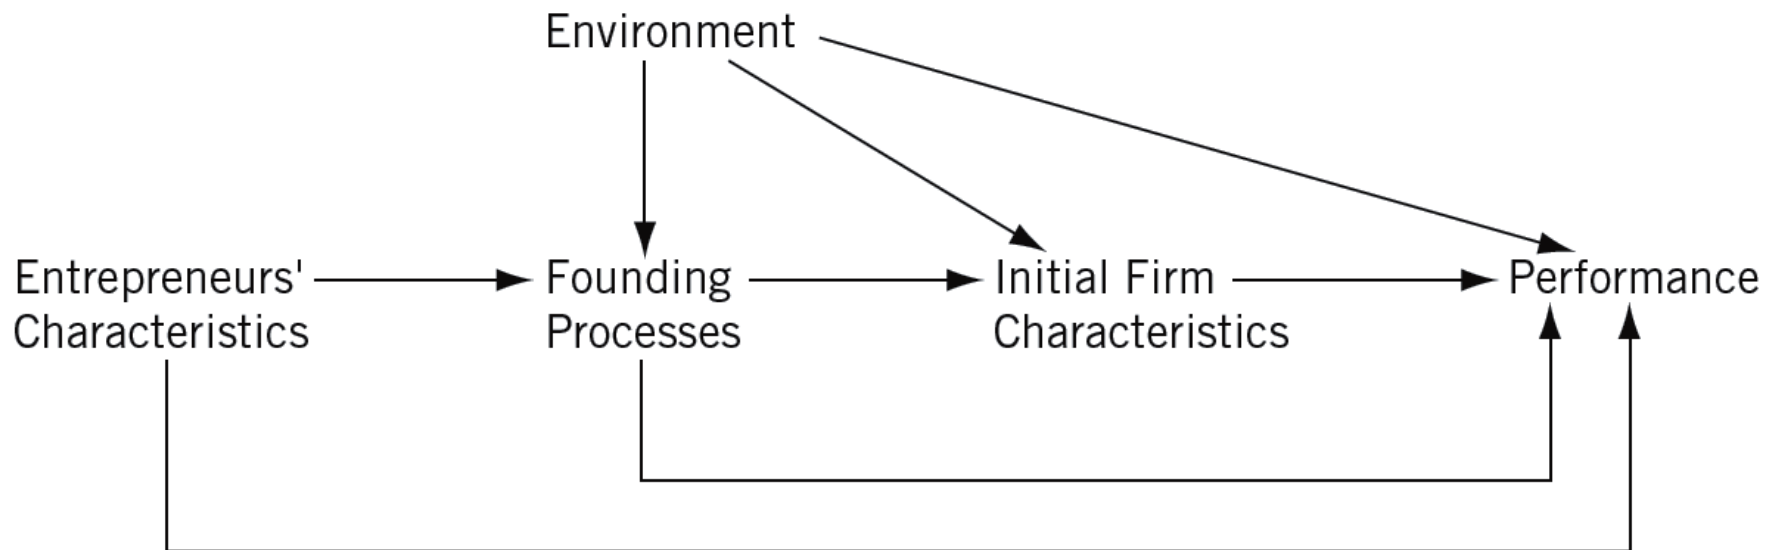 Environment
Entrepreneurs'
Characteristics
Founding
Processes
Initial Firm
Characteristics
Performance